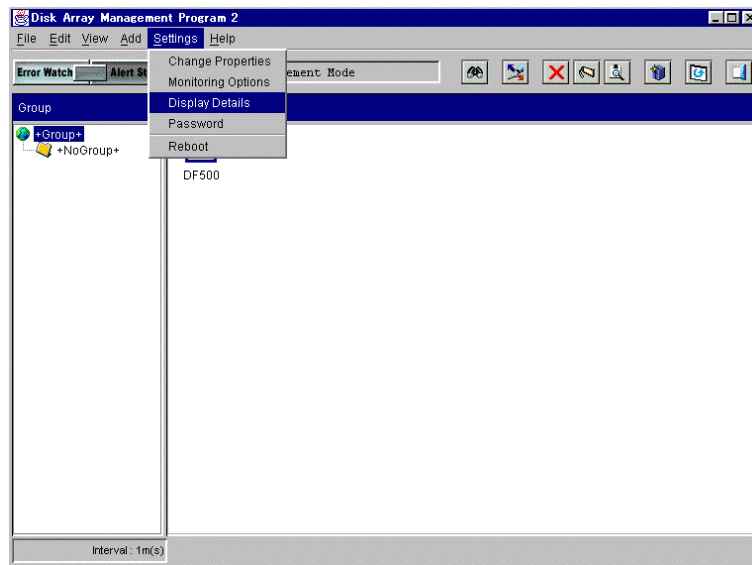 Disk Array Management Program 2
File Edit View Add Settings Help
Change Properties
Monitoring Options
Display Details
Password
Reboot
Error Watch Alert St
ement Mode
Group
+Group+
+NoGroup+
DF500
Interval : 1m(s)